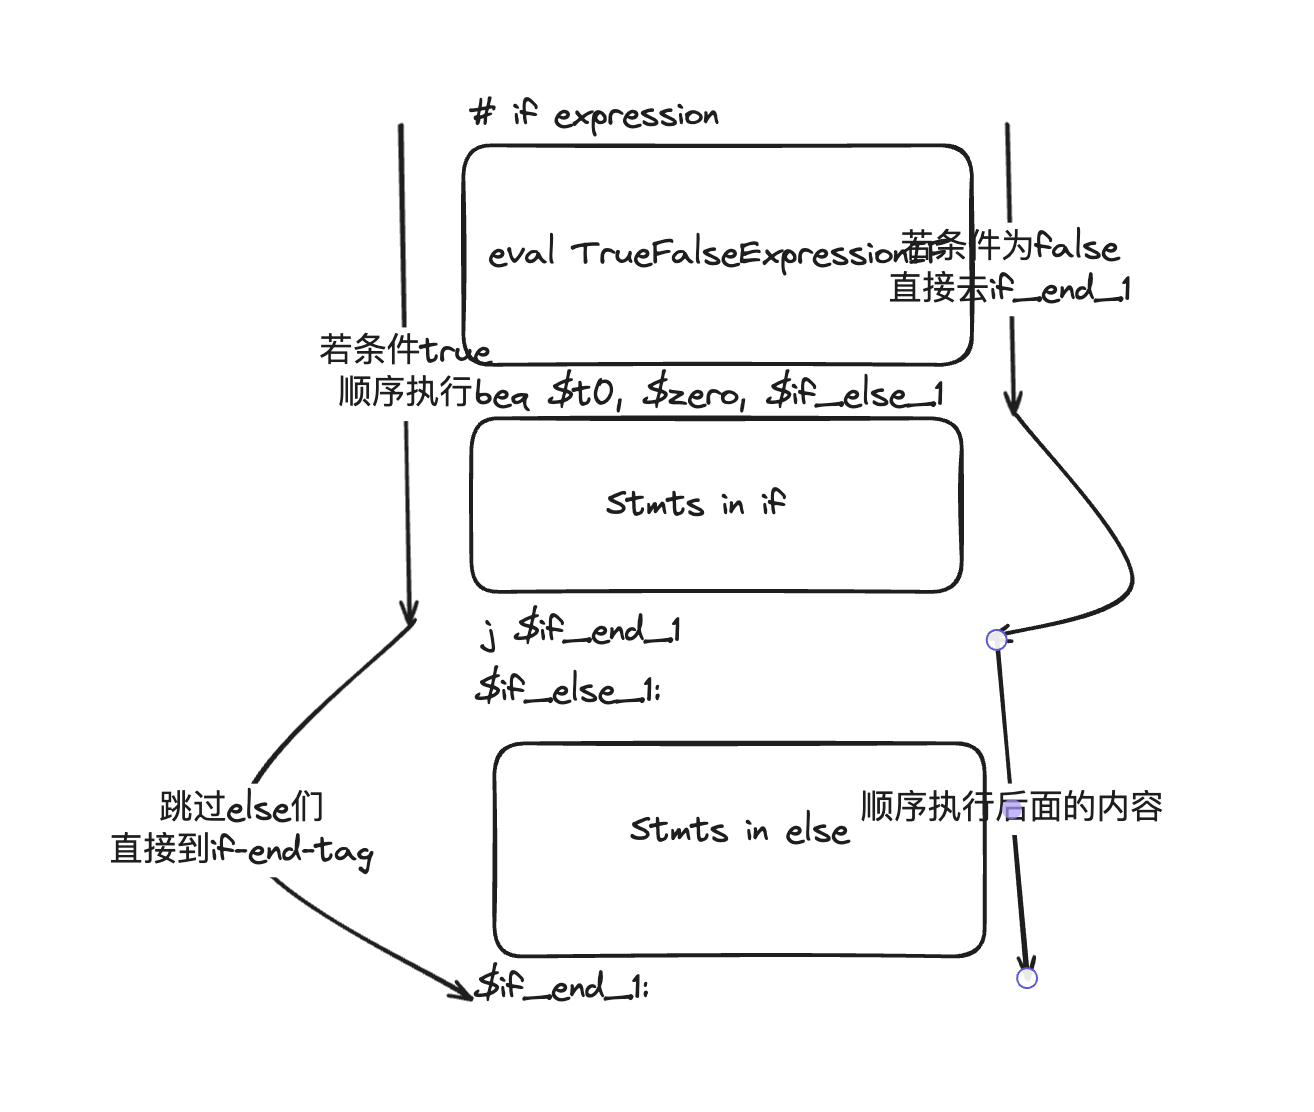 # if expression
eval TrueFalseExpression
若条件为false
直接去if_end_1
若条件true
顺序执行
beq $t0, $zero, $if_else_1
Stmts in if
j $if_end_1
$if_else_1:
跳过else们
直接到if-end-tag
Stmts in else
顺序执行后面的内容
$if_end_1: